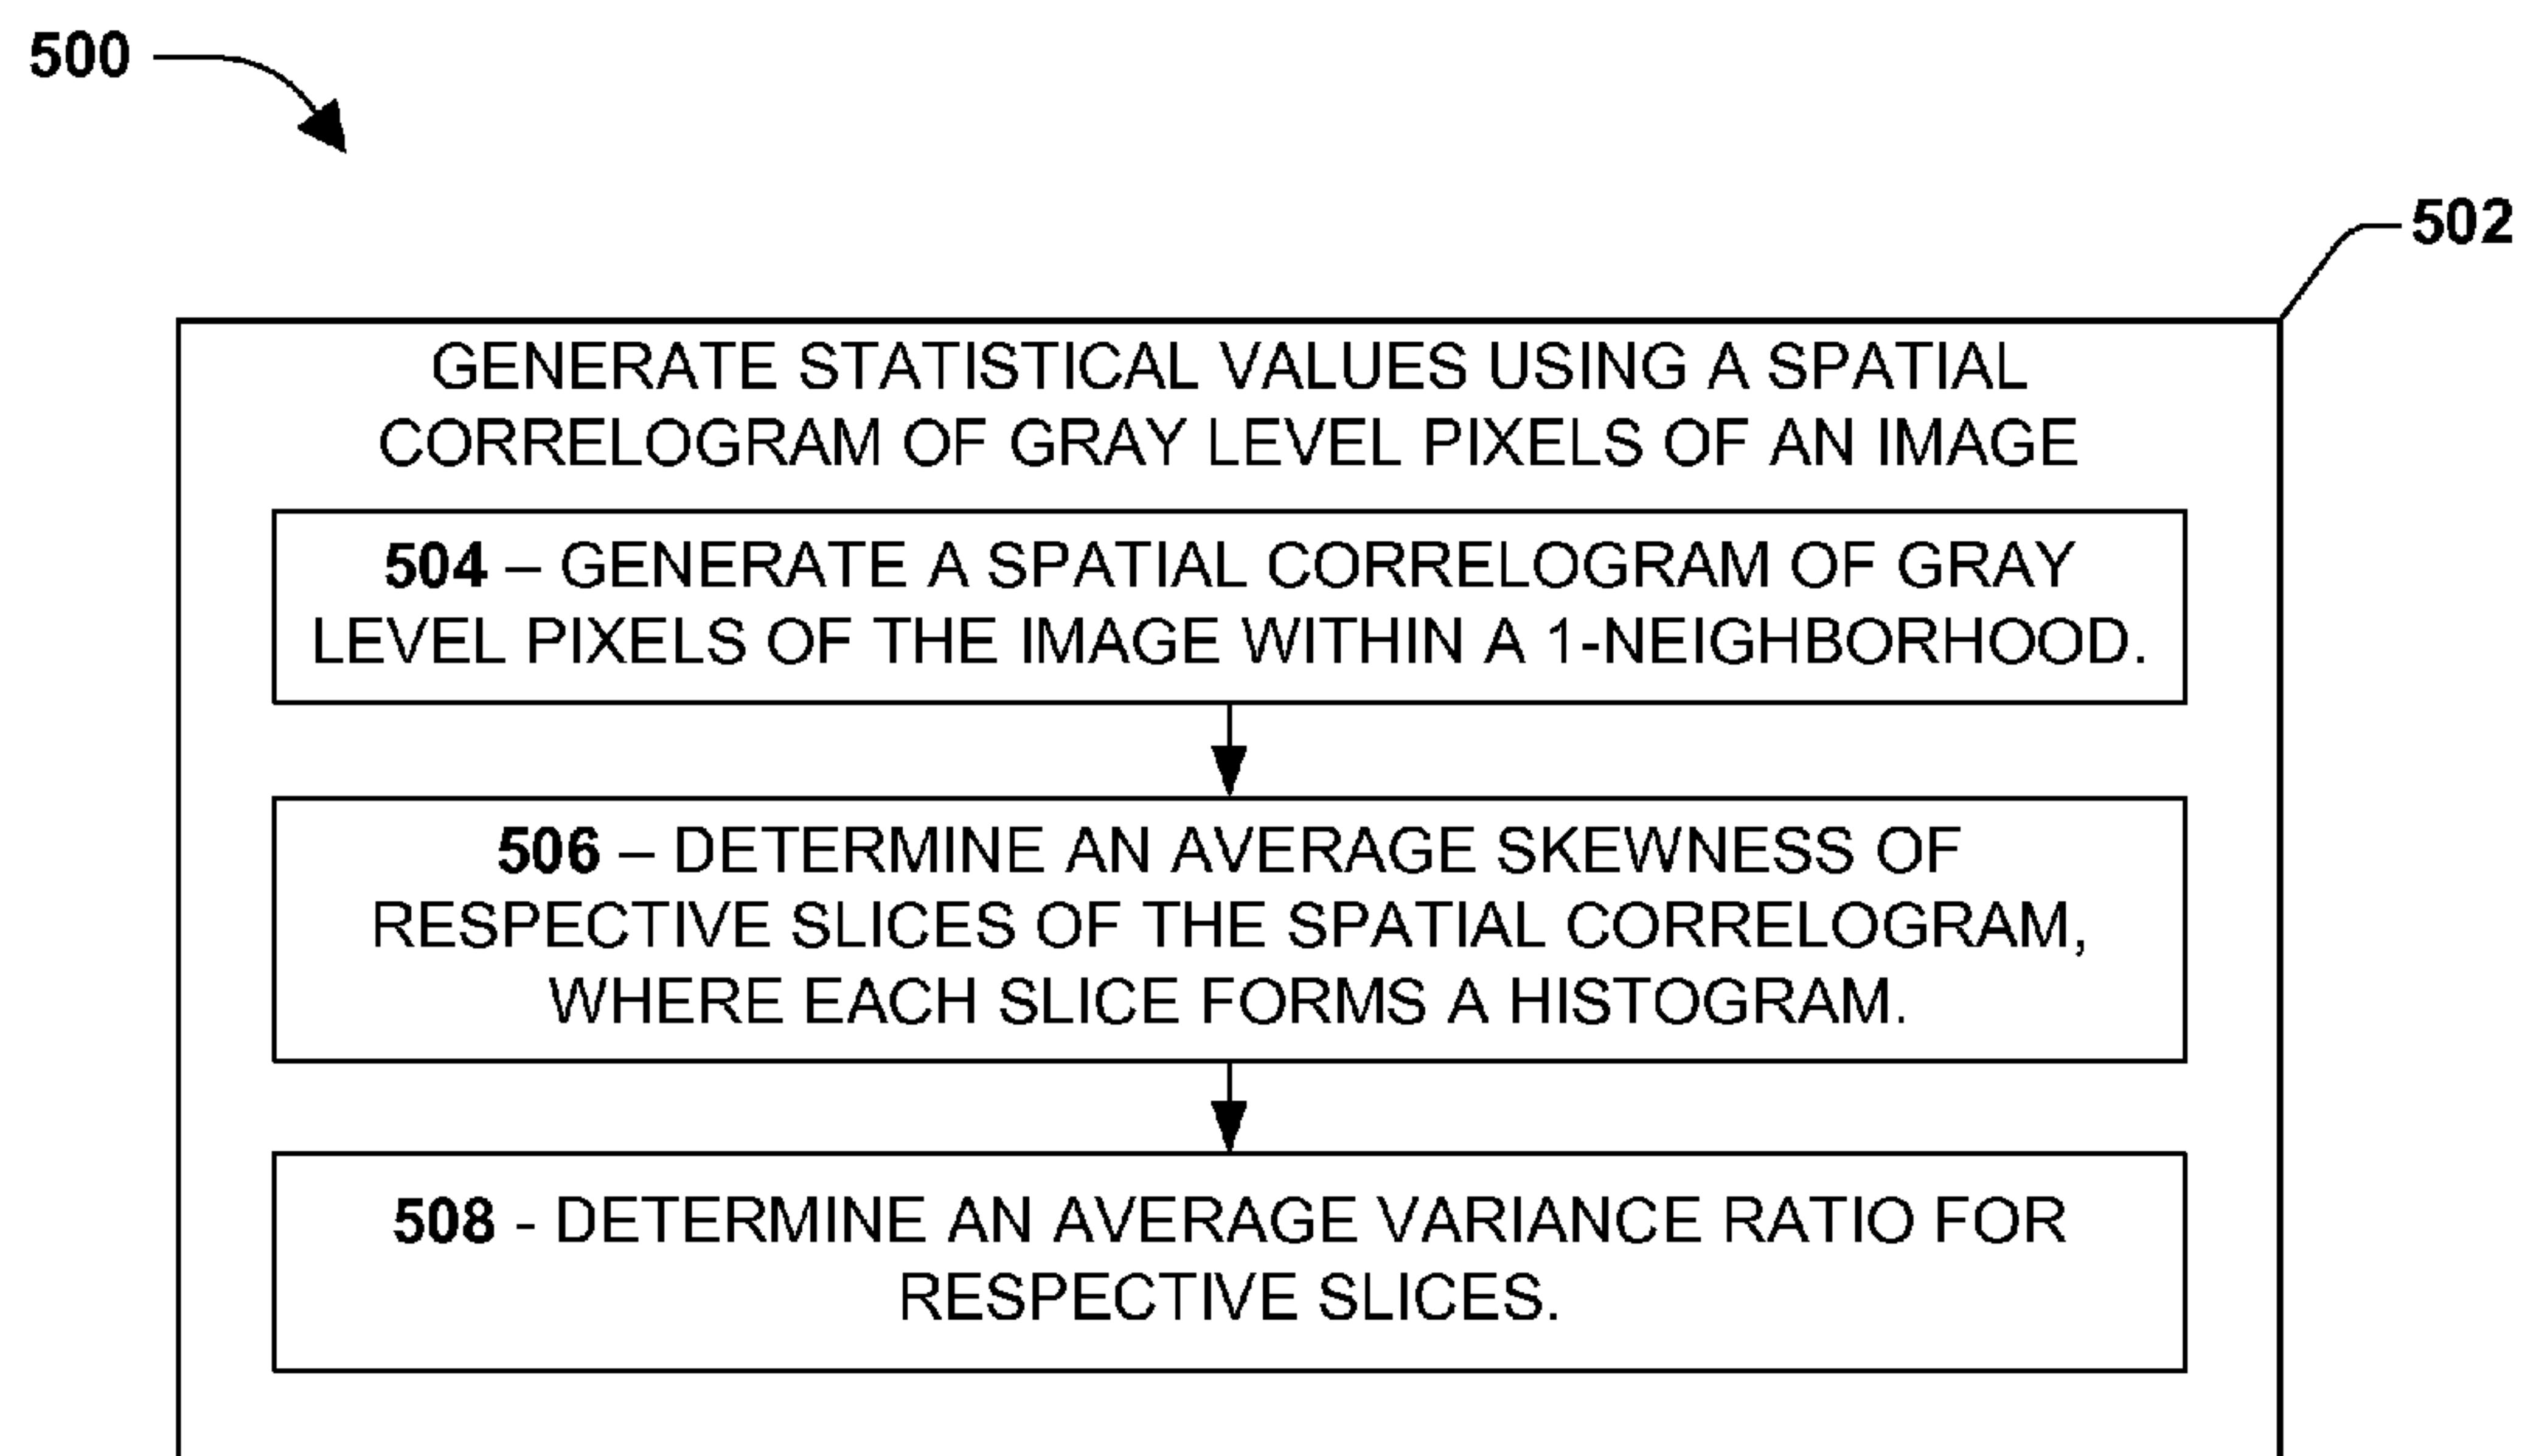 500
502
GENERATE STATISTICAL VALUES USING A SPATIAL
CORRELOGRAM OF GRAY LEVEL PIXELS OF AN IMAGE
504 – GENERATE A SPATIAL CORRELOGRAM OF GRAY
LEVEL PIXELS OF THE IMAGE WITHIN A 1-NEIGHBORHOOD.
506 – DETERMINE AN AVERAGE SKEWNESS OF
RESPECTIVE SLICES OF THE SPATIAL CORRELOGRAM,
WHERE EACH SLICE FORMS A HISTOGRAM.
508 - DETERMINE AN AVERAGE VARIANCE RATIO FOR
RESPECTIVE SLICES.